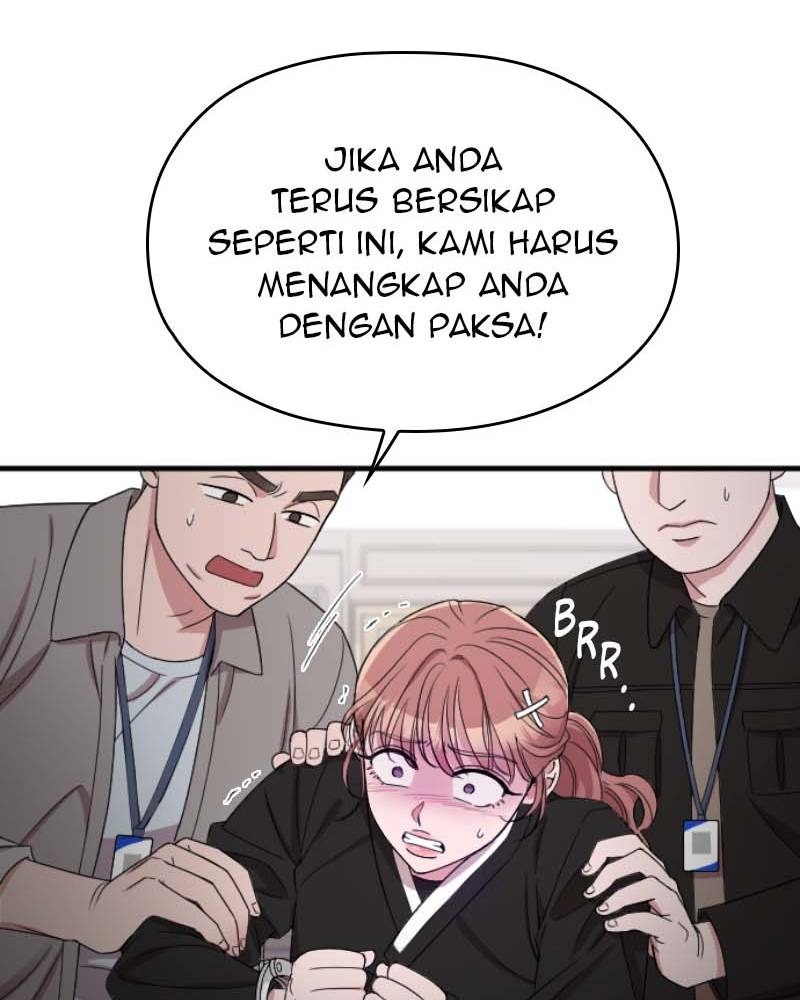 JIKA ANDA
TERUS BERSIKAP
SEPERTI INI, KAMI HARUS
MENANGKAP ANDA
DENGAN PAKSA!
BRR..